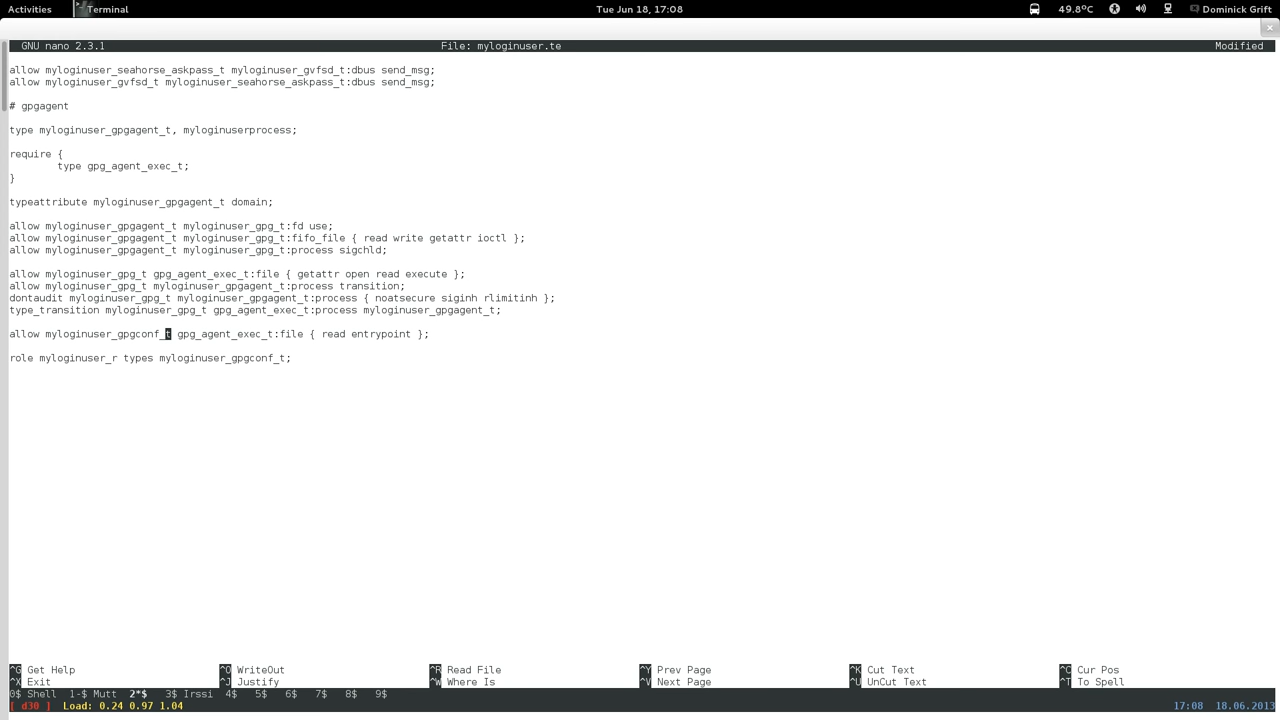 Activities Terminal Tue Jun 18, 17:08 49.8°C Dominick Grift
GNU nano 2.3.1 File: myloginuser.te Modified
allow myloginuser_seahorse_askpass_t myloginuser_gvfsd_t:dbus send_msg;
allow myloginuser_gvfsd_t myloginuser_seahorse_askpass_t:dbus send_msg;
# gpgagent
type myloginuser_gpgagent_t, myloginuserprocess;
require {
type gpg_agent_exec_t;
}
typeattribute myloginuser_gpgagent_t domain;
allow myloginuser_gpgagent_t myloginuser_gpg_t:fd use;
allow myloginuser_gpgagent_t myloginuser_gpg_t:fifo_file { read write getattr ioctl };
allow myloginuser_gpgagent_t myloginuser_gpg_t:process sigchld;
allow myloginuser_gpg_t gpg_agent_exec_t:file { getattr open read execute };
allow myloginuser_gpg_t myloginuser_gpgagent_t:process transition;
dontaudit myloginuser_gpg_t myloginuser_gpgagent_t:process { noatsecure siginh rlimitinh };
type_transition myloginuser_gpg_t gpg_agent_exec_t:process myloginuser_gpgagent_t;
allow myloginuser_gpgconf_t gpg_agent_exec_t:file { read entrypoint };
role myloginuser_r types myloginuser_gpgconf_t;
^G Get Help ^O WriteOut ^R Read File ^Y Prev Page ^K Cut Text ^C Cur Pos
^X Exit ^J Justify ^W Where Is ^V Next Page ^U UnCut Text ^T To Spell
0$ Shell 1-$ Mutt 2*$ 3$ Irssi 4$ 5$ 6$ 7$ 8$ 9$
[ d30 ] Load: 0.24 0.97 1.04 17:08 18.06.2013